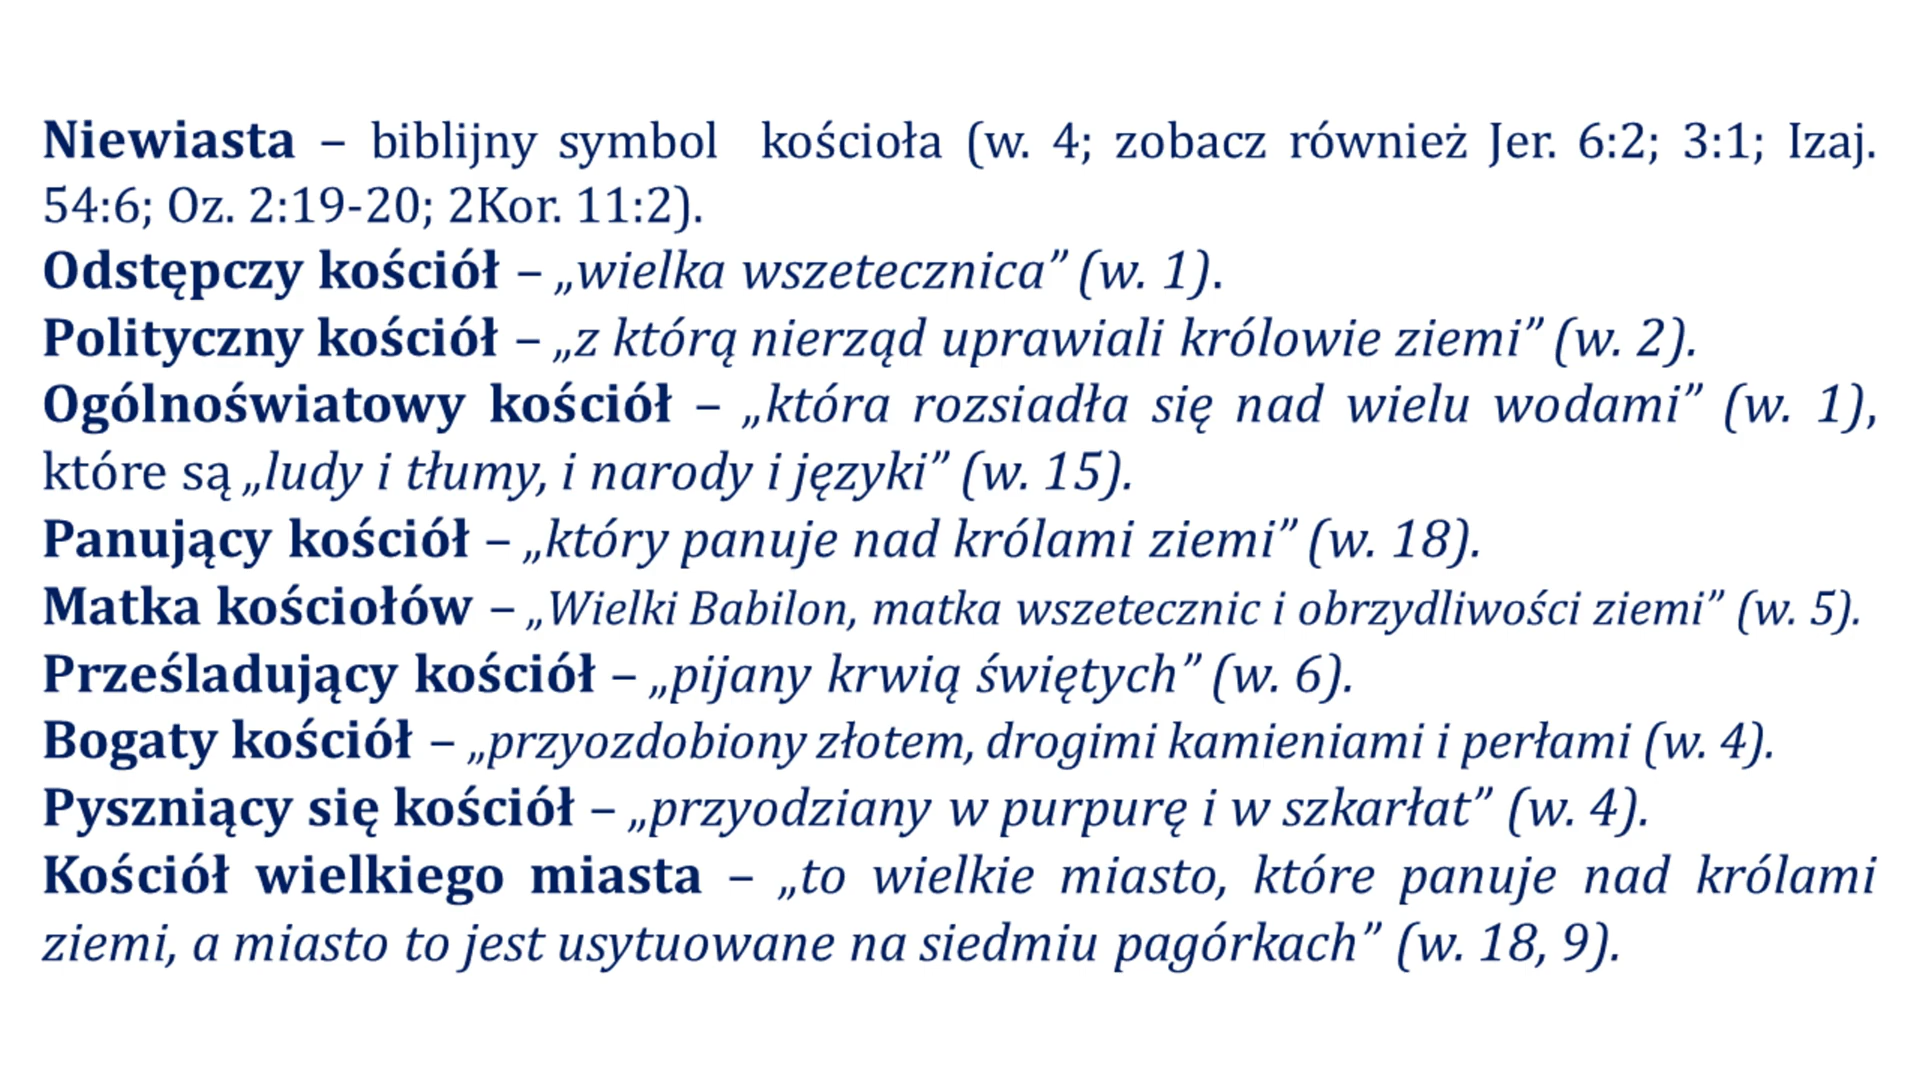 Niewiasta – biblijny symbol kościoła (w. 4; zobacz również Jer. 6:2; 3:1; Izaj.
54:6; Oz. 2:19-20; 2Kor. 11:2).
Odstępczy kościół – „wielka wszetecznica” (w. 1).
Polityczny kościół – „z którą nierząd uprawiali królowie ziemi” (w. 2).
Ogólnoświatowy kościół – „która rozsiadła się nad wielu wodami” (w. 1),
które są „ludy i tłumy, i narody i języki” (w. 15).
Panujący kościół – „który panuje nad królami ziemi” (w. 18).
Matka kościołów – „Wielki Babilon, matka wszetecznic i obrzydliwości ziemi” (w. 5).
Prześladujący kościół – „pijany krwią świętych” (w. 6).
Bogaty kościół – „przyozdobiony złotem, drogimi kamieniami i perłami (w. 4).
Pyszniący się kościół – „przyodziany w purpurę i w szkarłat” (w. 4).
Kościół wielkiego miasta – „to wielkie miasto, które panuje nad królami
ziemi, a miasto to jest usytuowane na siedmiu pagórkach” (w. 18, 9).